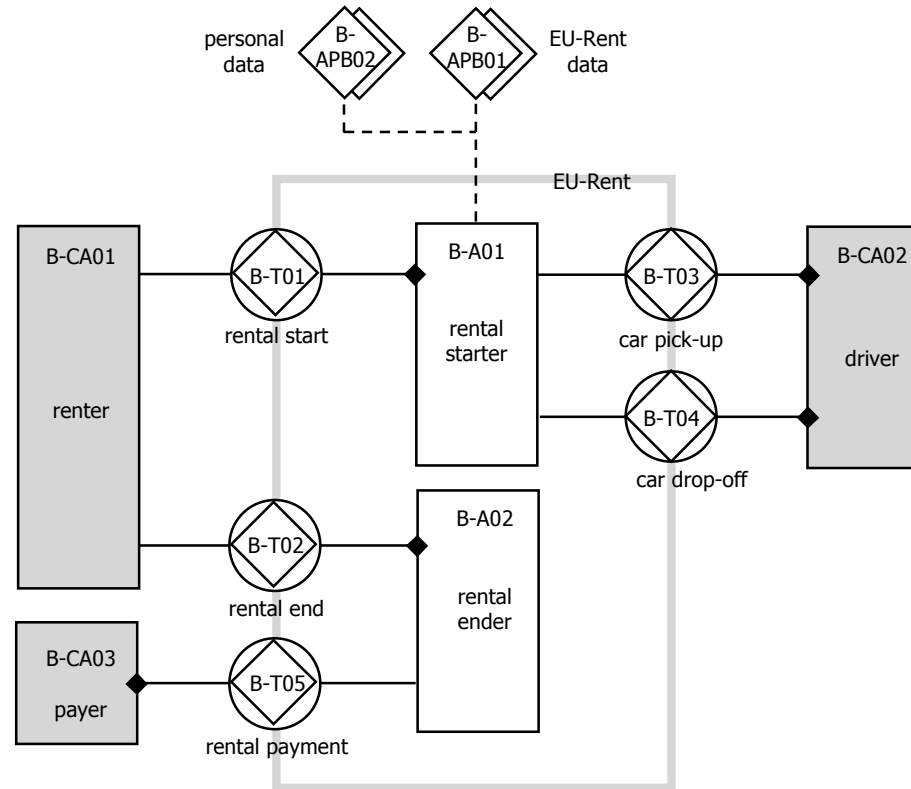 personal
data
B-
APB02
B-
APB01
EU-Rent
data
EU-Rent
B-CA01
renter
B-T01
rental start
B-A01
rental
starter
B-T03
car pick-up
B-CA02
driver
B-T04
car drop-off
B-T02
rental end
B-A02
rental
ender
B-CA03
payer
B-T05
rental payment